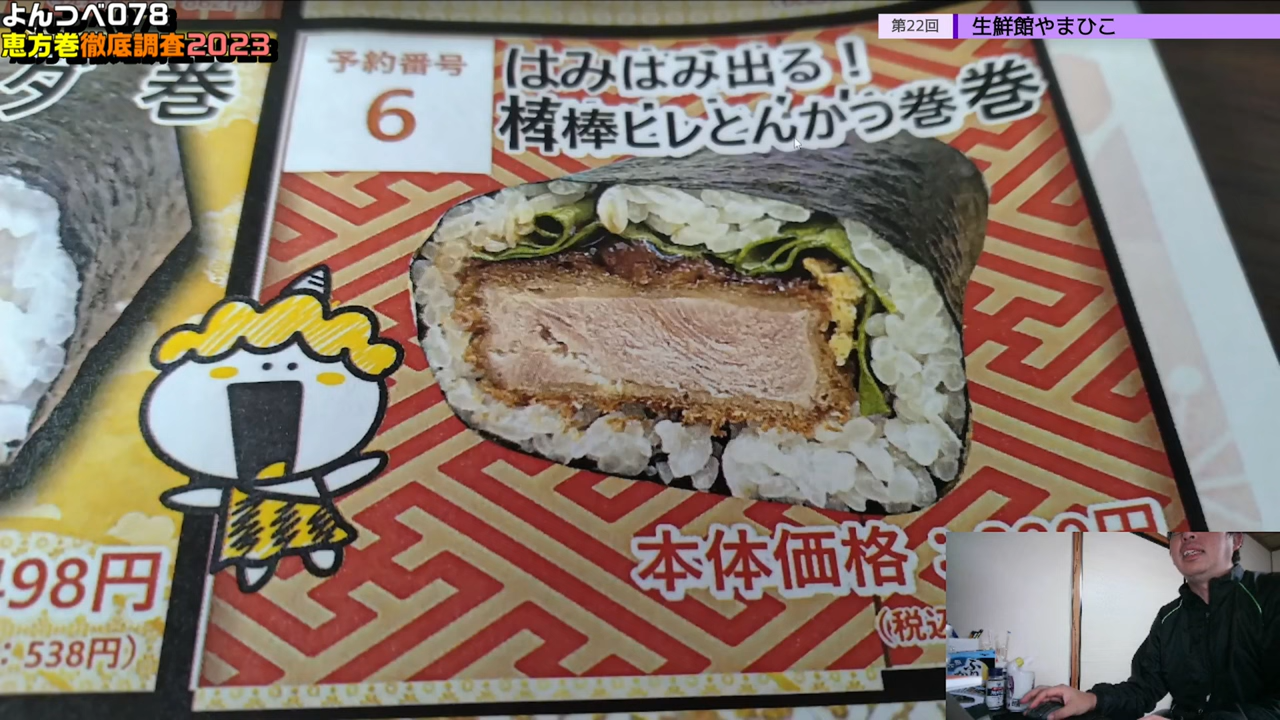 よんつべ078
恵方巻徹底調査2023
第22回
生鮮館やまひこ
予約番号
6
はみはみ出る！
棒棒ヒレとんかつ巻巻
ダ巻
498円
：538円）
本体価格：
円
（税込